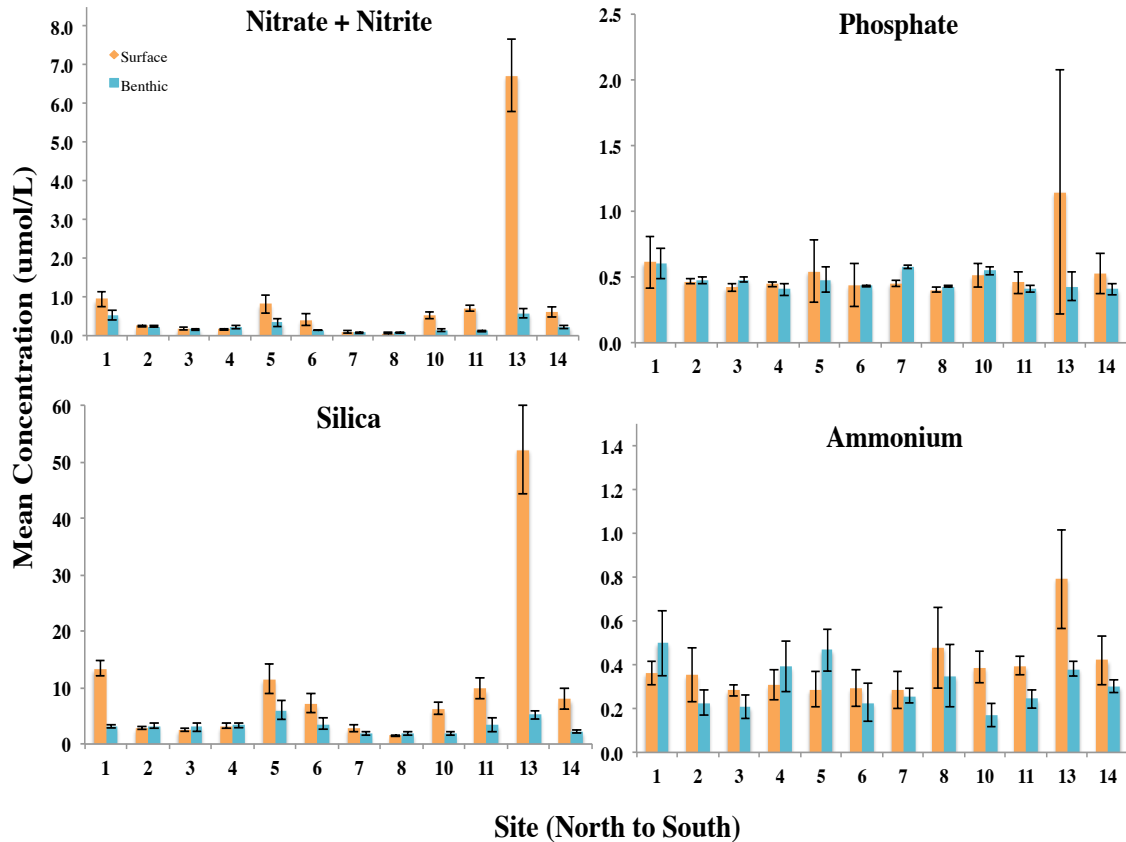 Nitrate + Nitrite
8.0
7.0
6.0
5.0
4.0
3.0
2.0
1.0
0.0
Surface
Benthic
1 2 3 4 5 6 7 8 10 11 13 14
Phosphate
2.5
2.0
1.5
1.0
0.5
0.0
1 2 3 4 5 6 7 8 10 11 13 14
Mean Concentration (umol/L)
Silica
60
50
40
30
20
10
0
1 2 3 4 5 6 7 8 10 11 13 14
Ammonium
1.4
1.2
1.0
0.8
0.6
0.4
0.2
0.0
1 2 3 4 5 6 7 8 10 11 13 14
Site (North to South)